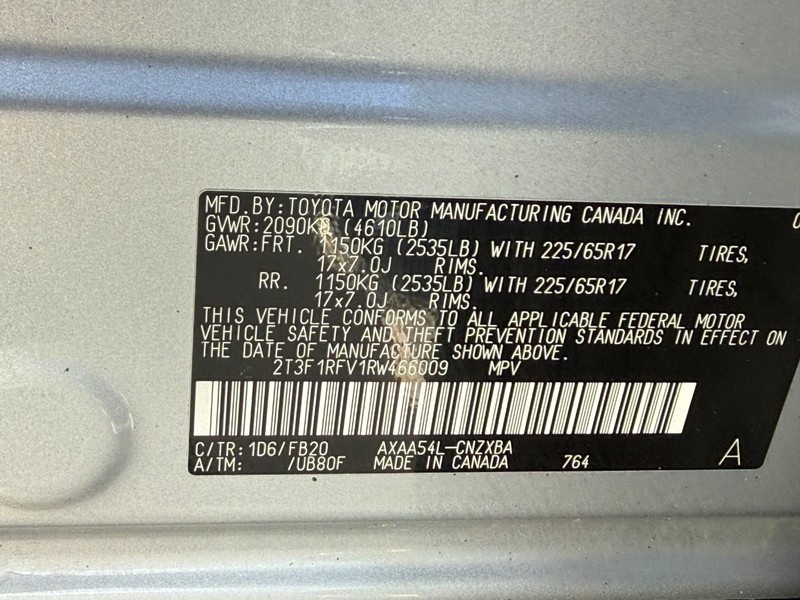 MFD. BY: TOYOTA MOTOR MANUFACTURING CANADA INC.
GVWR: 2090KG (4610LB)
GAWR: FRT. 1150KG (2535LB) WITH 225/65R17 TIRES,
17x7.0J RIMS.
RR. 1150KG (2535LB) WITH 225/65R17 TIRES,
17x7.0J RIMS.
THIS VEHICLE CONFORMS TO ALL APPLICABLE FEDERAL MOTOR
VEHICLE SAFETY AND THEFT PREVENTION STANDARDS IN EFFECT ON
THE DATE OF MANUFACTURE SHOWN ABOVE.
2T3F1RFV1RW466009 MPV
C/TR: 1D6/FB20 AXAA54L-CNZXBA
A/TM: /UB80F MADE IN CANADA 764 A